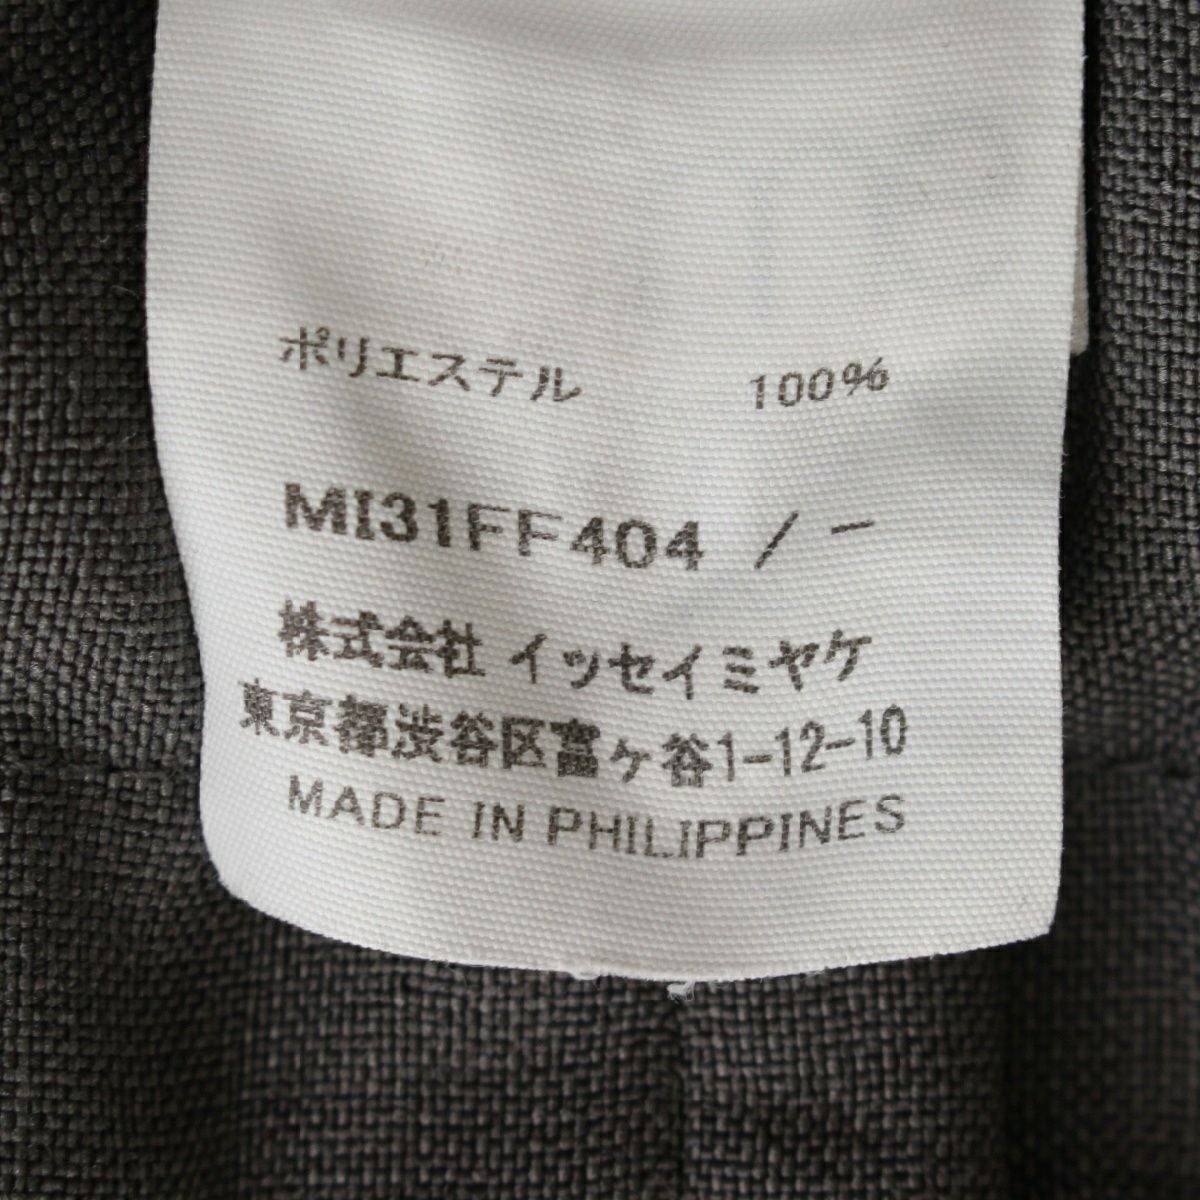 ポリエステル 100%
MI31FF404 / -
株式会社 イッセイミヤケ
東京都渋谷区富ヶ谷1-12-10
MADE IN PHILIPPINES